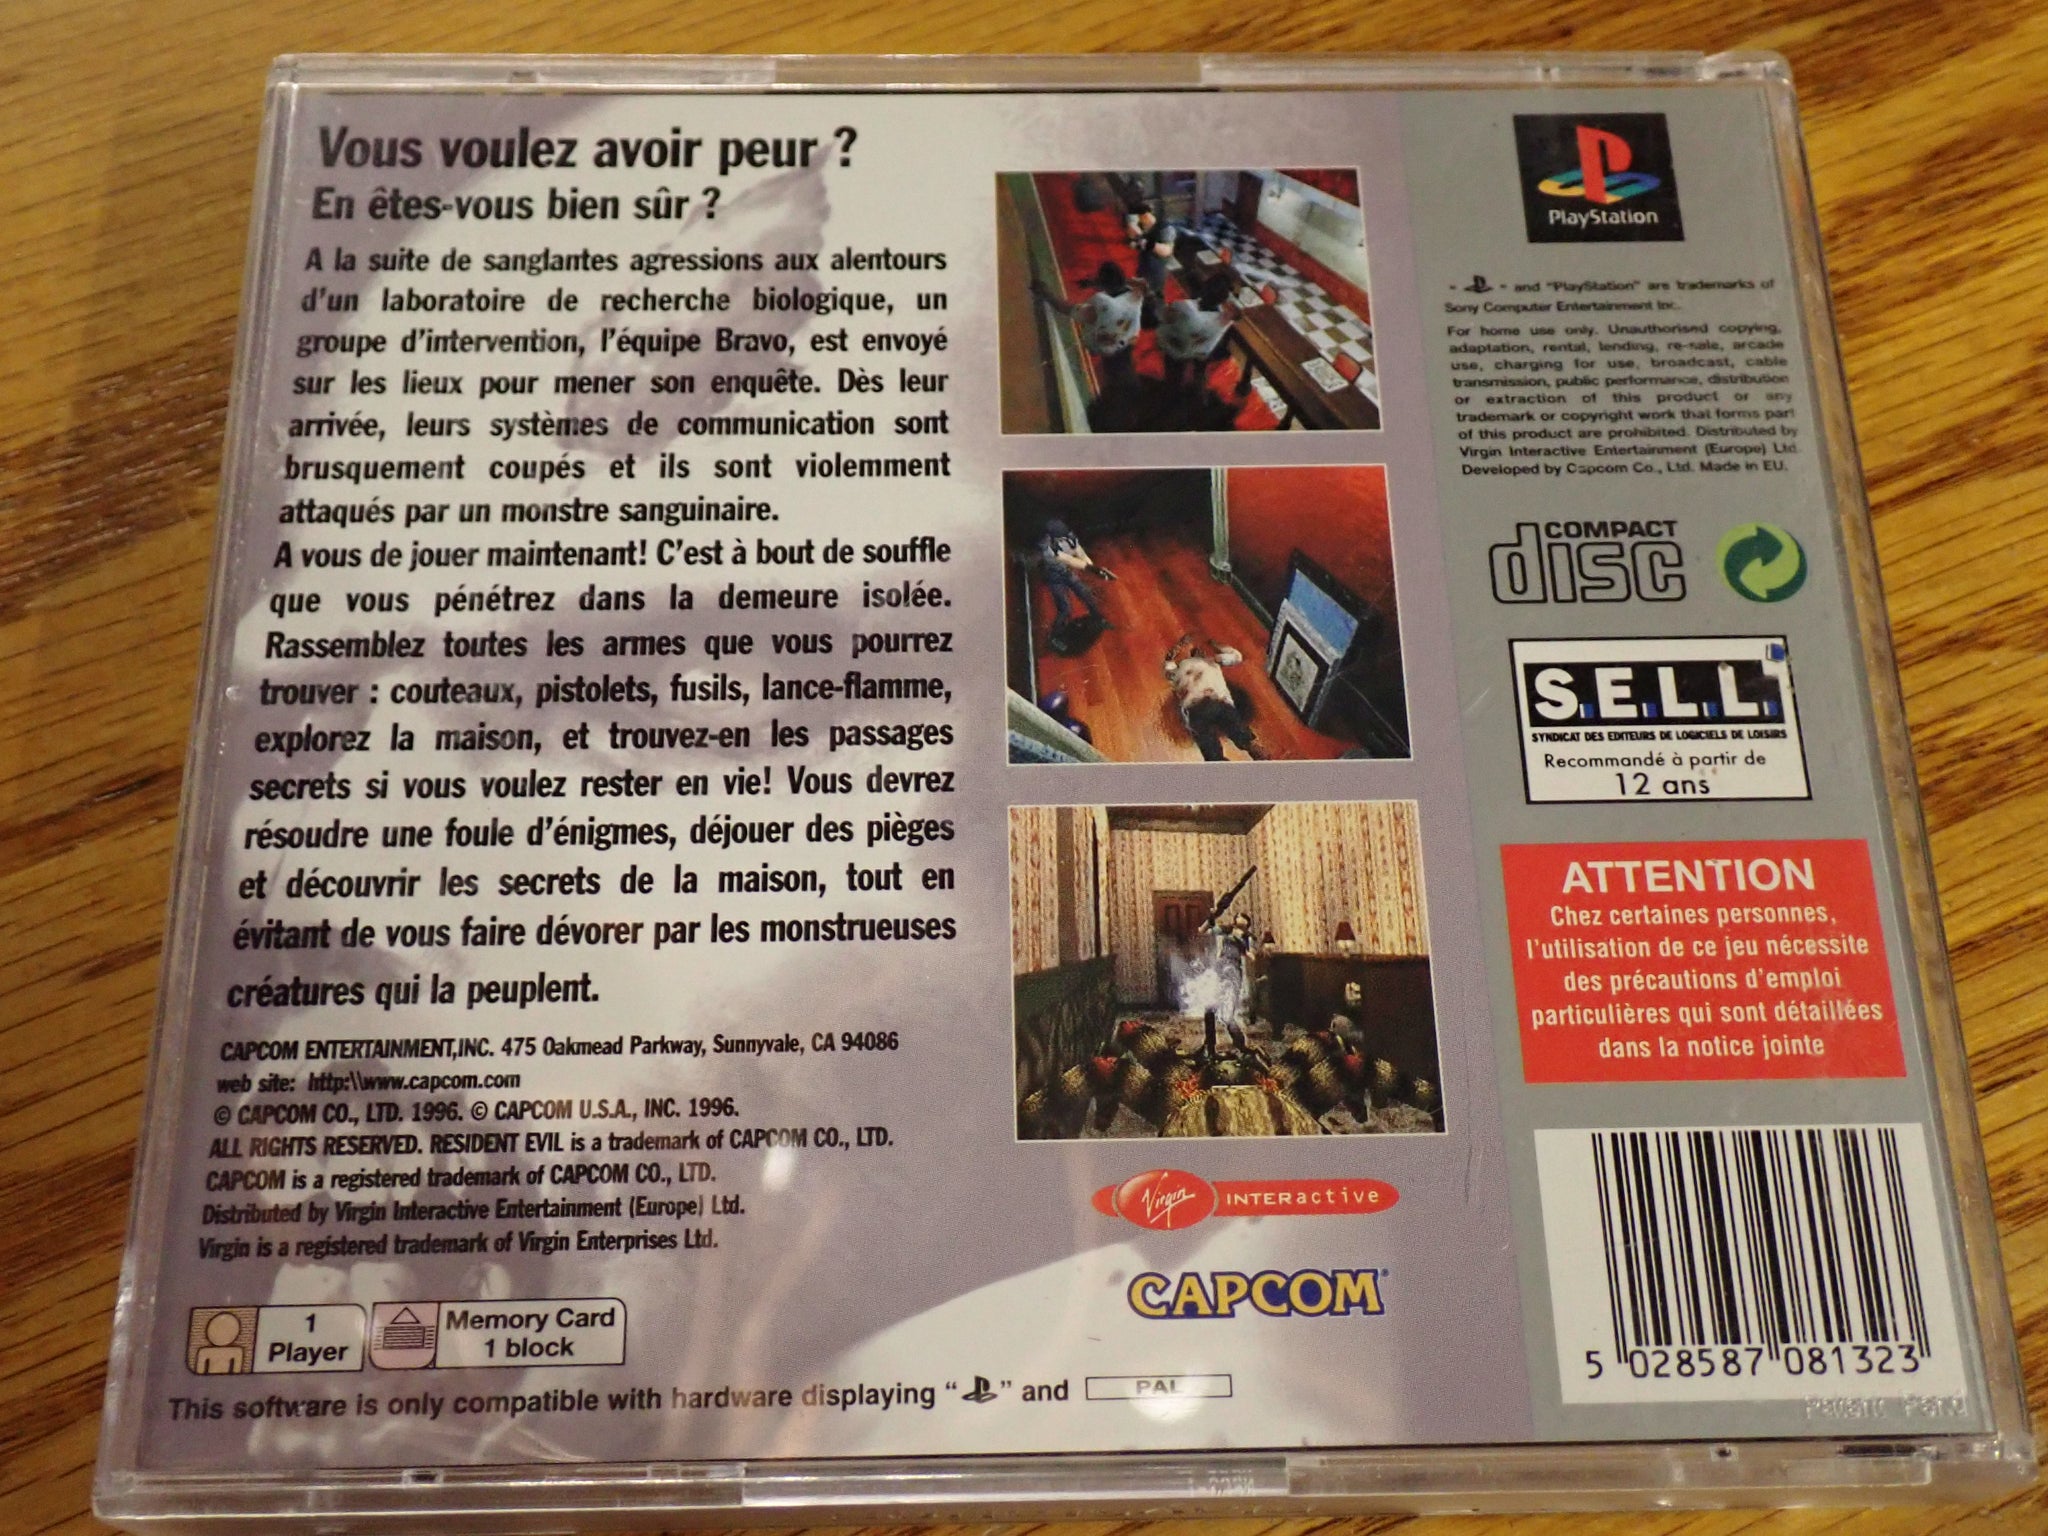 Vous voulez avoir peur ?
En êtes-vous bien sûr ?
A la suite de sanglantes agressions aux alentours
d'un laboratoire de recherche biologique, un
groupe d'intervention, l'équipe Bravo, est envoyé
sur les lieux pour mener son enquête. Dès leur
arrivée, leurs systèmes de communication sont
brusquement coupés et ils sont violemment
attaqués par un monstre sanguinaire.
A vous de jouer maintenant! C'est à bout de souffle
que vous pénétrez dans la demeure isolée.
Rassemblez toutes les armes que vous pourrez
trouver : couteaux, pistolets, fusils, lance-flamme,
explorez la maison, et trouvez-en les passages
secrets si vous voulez rester en vie! Vous devrez
résoudre une foule d'énigmes, déjouer des pièges
et découvrir les secrets de la maison, tout en
évitant de vous faire dévorer par les monstrueuses
créatures qui la peuplent.
CAPCOM ENTERTAINMENT,INC. 475 Oakmead Parkway, Sunnyvale, CA 94086
web site: http:\\www.capcom.com
© CAPCOM CO., LTD. 1996. © CAPCOM U.S.A., INC. 1996.
ALL RIGHTS RESERVED. RESIDENT EVIL is a trademark of CAPCOM CO., LTD.
CAPCOM is a registered trademark of CAPCOM CO., LTD.
Distributed by Virgin Interactive Entertainment (Europe) Ltd.
Virgin is a registered trademark of Virgin Enterprises Ltd.
1
Player
Memory Card
1 block
This software is only compatible with hardware displaying " " and PAL
Virgin INTERactive
CAPCOM
PlayStation
" " and "PlayStation" are trademarks of
Sony Computer Entertainment Inc.
For home use only. Unauthorised copying,
adaptation, rental, lending, re-sale, arcade
use, charging for use, broadcast, cable
transmission, public performance, distribution
or extraction of this product or any
trademark or copyright work that forms part
of this product are prohibited. Distributed by
Virgin Interactive Entertainment (Europe) Ltd.
Developed by Capcom Co., Ltd. Made in EU.
COMPACT
disc
S.E.L.L.
SYNDICAT DES EDITEURS DE LOGICIELS DE LOISIRS
Recommandé à partir de
12 ans
ATTENTION
Chez certaines personnes,
l'utilisation de ce jeu nécessite
des précautions d'emploi
particulières qui sont détaillées
dans la notice jointe
5 028587 081323
Patent Pend